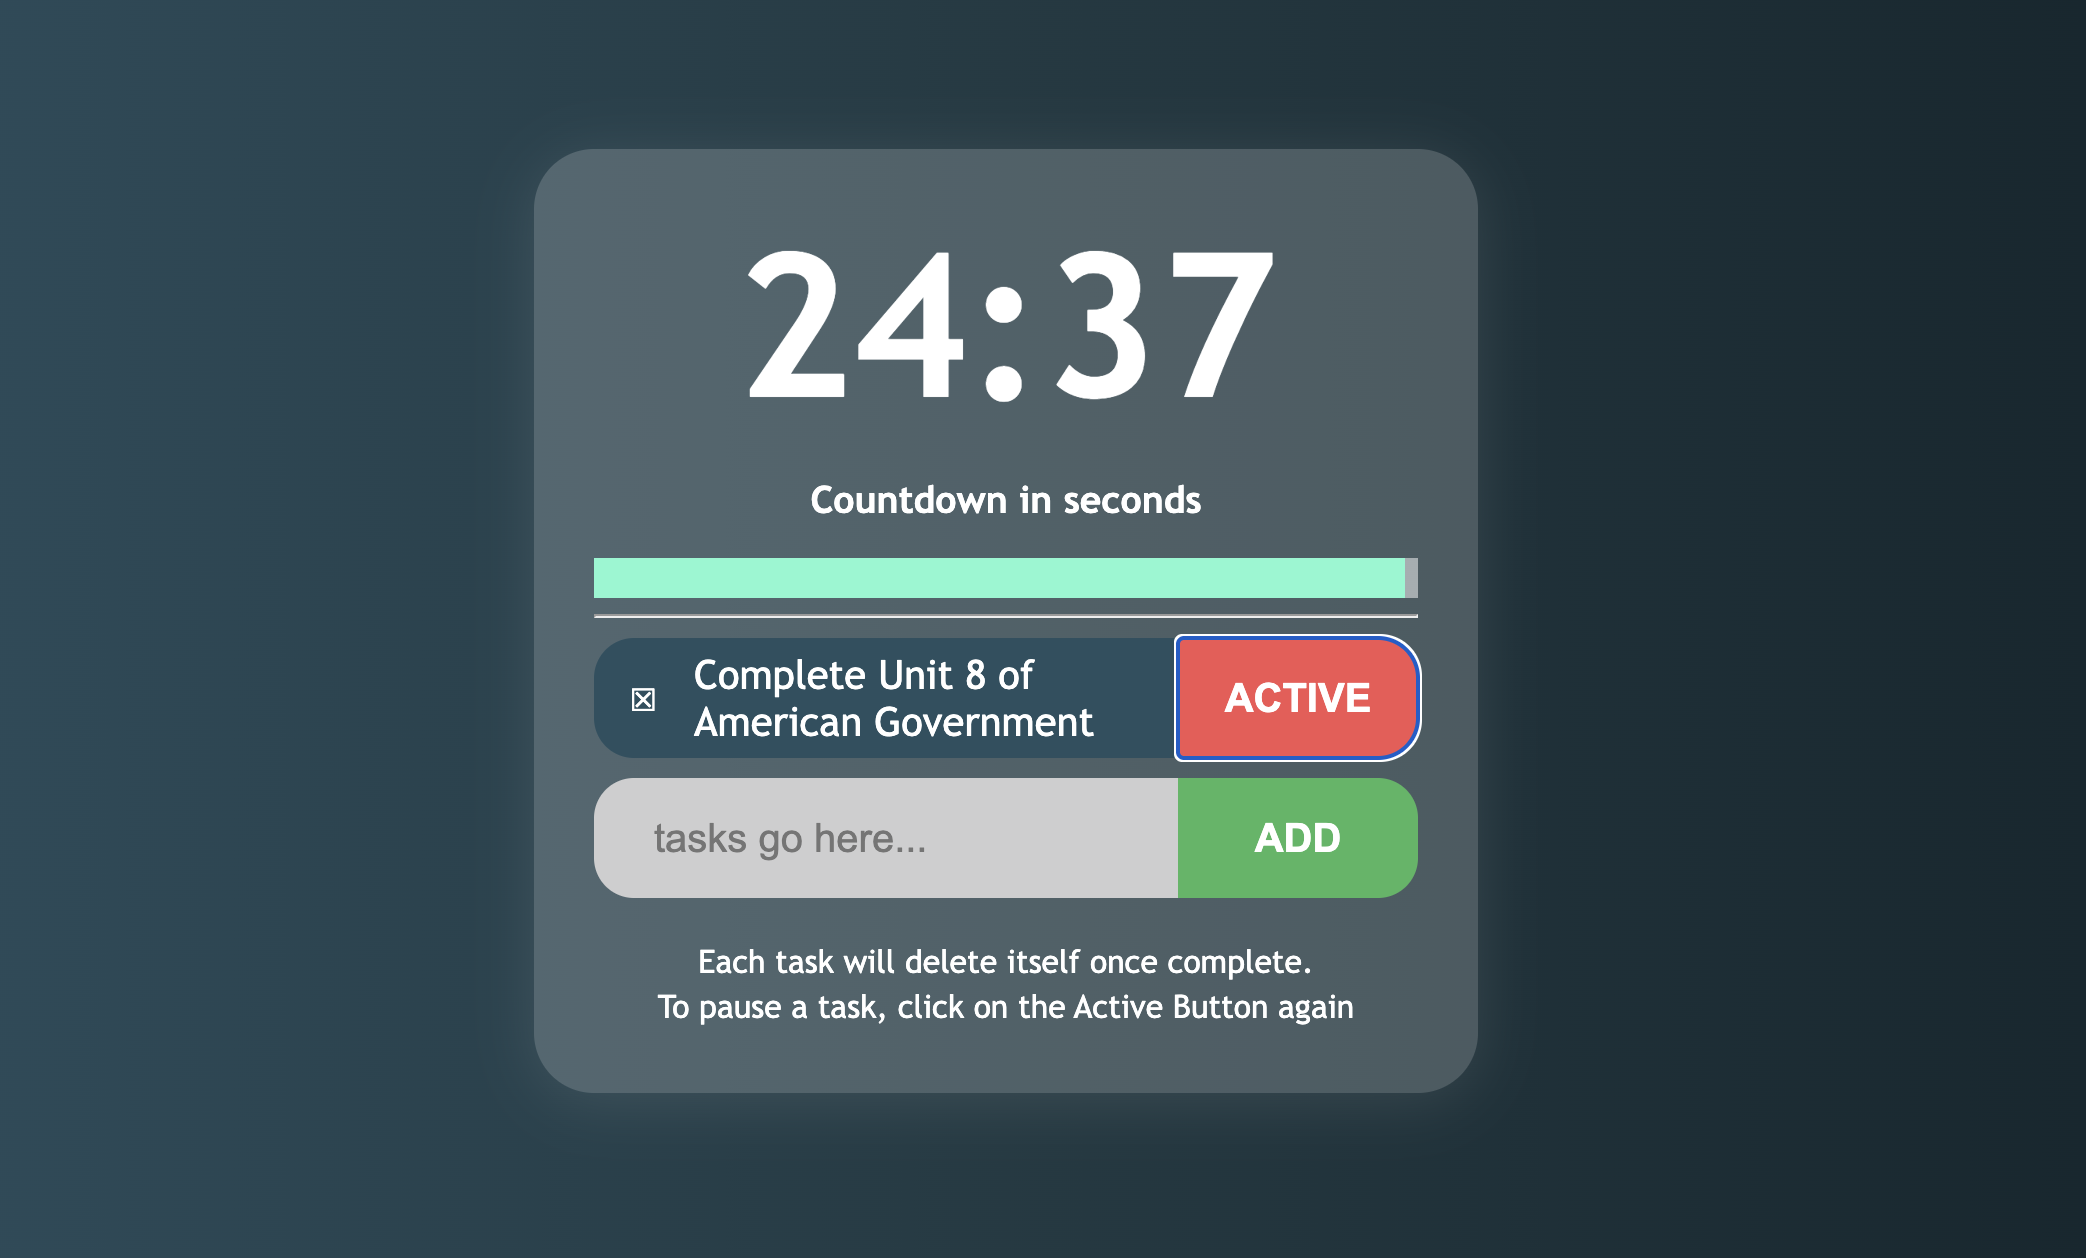 24:37
Countdown in seconds
Complete Unit 8 of
American Government
ACTIVE
tasks go here...
ADD
Each task will delete itself once complete.
To pause a task, click on the Active Button again